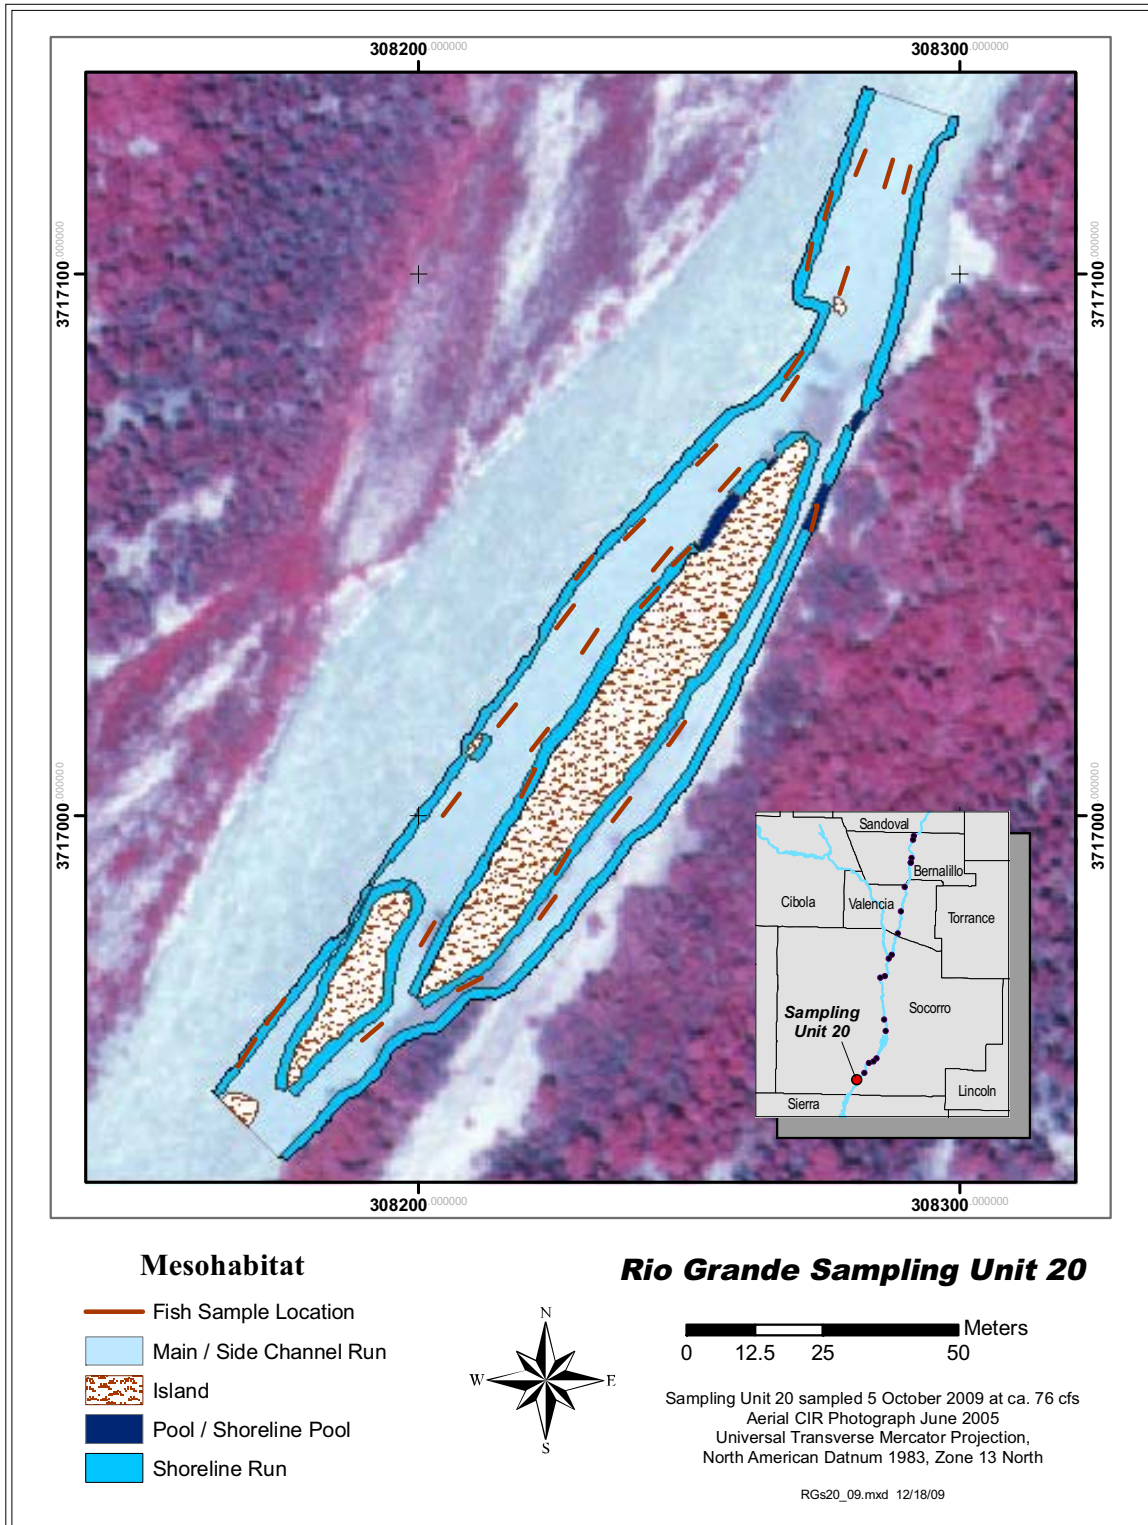 308200.000000
308300.000000
3717100.000000
3717100.000000
3717000.000000
3717000.000000
Sandoval
Bernalillo
Cibola
Valencia
Torrance
Socorro
Sampling
Unit 20
Lincoln
Sierra
308200.000000
308300.000000
Mesohabitat
Fish Sample Location
Main / Side Channel Run
Island
Pool / Shoreline Pool
Shoreline Run
N
W
E
S
Rio Grande Sampling Unit 20
Meters
0 12.5 25 50
Sampling Unit 20 sampled 5 October 2009 at ca. 76 cfs
Aerial CIR Photograph June 2005
Universal Transverse Mercator Projection,
North American Datnum 1983, Zone 13 North
RGs20_09.mxd 12/18/09